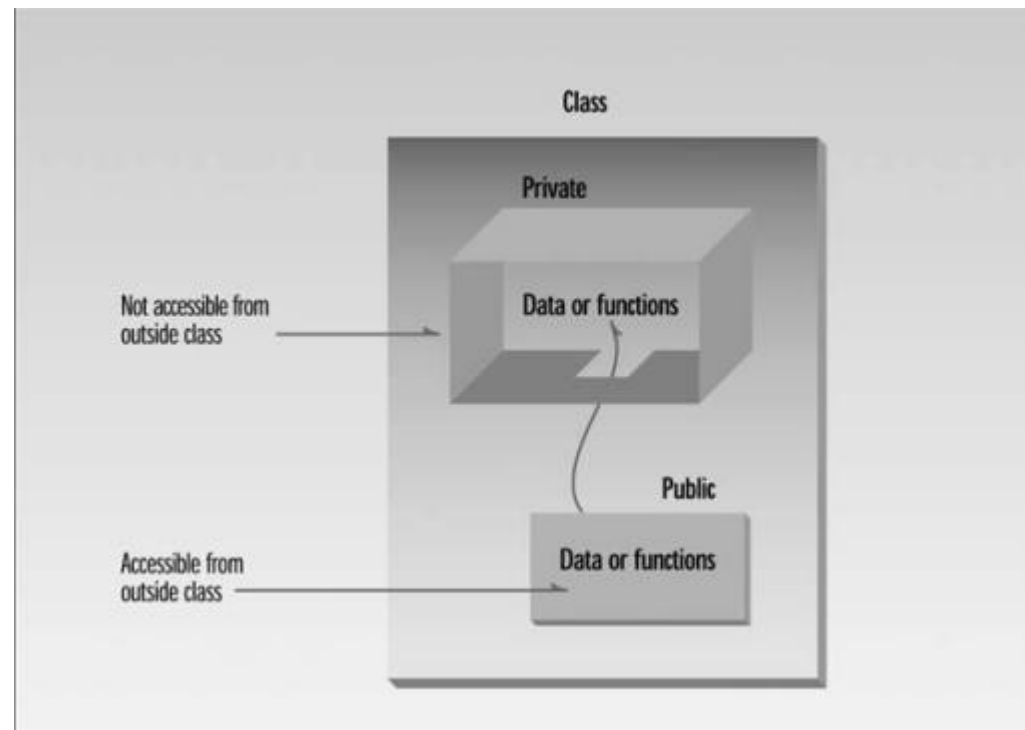 Class
Private
Not accessible from
outside class
Data or functions
Public
Accessible from
outside class
Data or functions